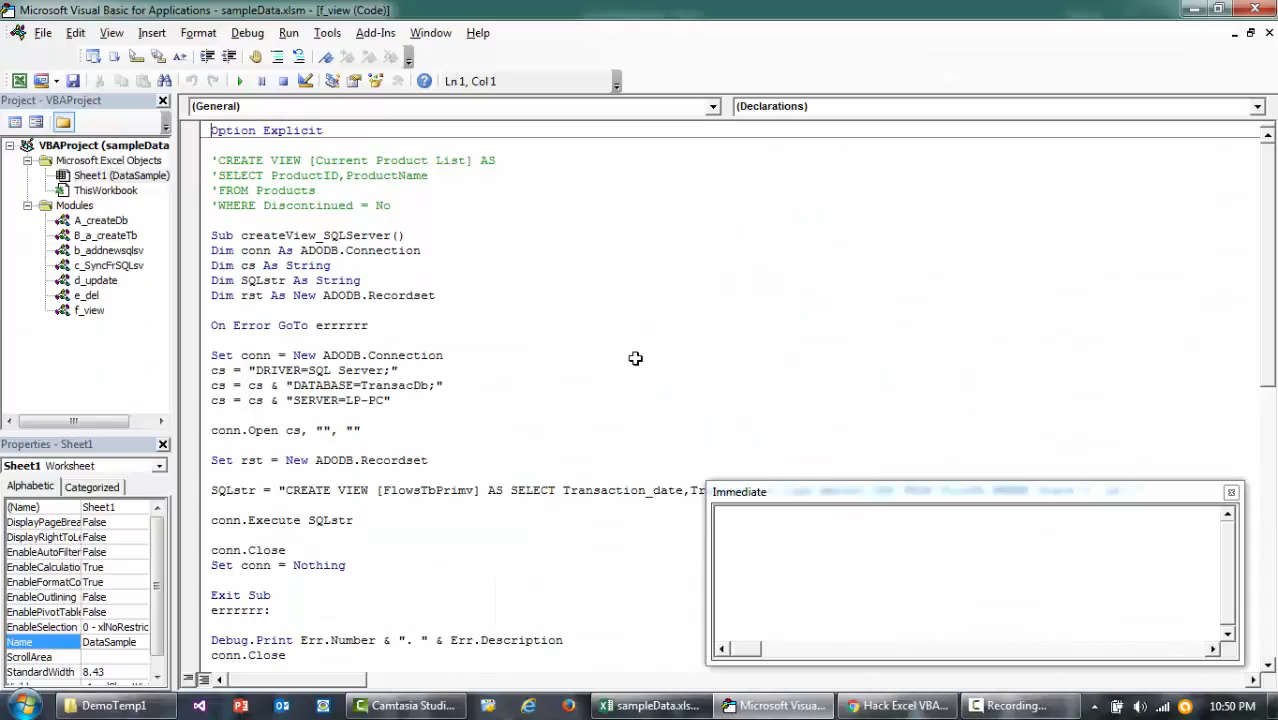 Microsoft Visual Basic for Applications - sampleData.xlsm - [f_view (Code)]
File Edit View Insert Format Debug Run Tools Add-Ins Window Help
Ln 1, Col 1
Project - VBAProject
(General) (Declarations)
VBAProject (sampleData
Microsoft Excel Objects
Sheet1 (DataSample)
ThisWorkbook
Modules
A_createDb
B_a_createTb
b_addnewsqlsv
c_SyncFrSQLsv
d_update
e_del
f_view
Option Explicit
'CREATE VIEW [Current Product List] AS
'SELECT ProductID,ProductName
'FROM Products
'WHERE Discontinued = No
Sub createView_SQLServer()
Dim conn As ADODB.Connection
Dim cs As String
Dim SQLstr As String
Dim rst As New ADODB.Recordset
On Error GoTo errrrrr
Set conn = New ADODB.Connection
cs = "DRIVER=SQL Server;"
cs = cs & "DATABASE=TransacDb;"
cs = cs & "SERVER=LP-PC"
conn.Open cs, "", ""
Set rst = New ADODB.Recordset
SQLstr = "CREATE VIEW [FlowsTbPrimv] AS SELECT Transaction_date,Tr
conn.Execute SQLstr
conn.Close
Set conn = Nothing
Exit Sub
errrrrr:
Debug.Print Err.Number & ". " & Err.Description
conn.Close
Immediate
Properties - Sheet1
Sheet1 Worksheet
Alphabetic Categorized
(Name) Sheet1
DisplayPageBrea False
DisplayRightToLe False
EnableAutoFilter False
EnableCalculatio True
EnableFormatCo True
EnableOutlining False
EnablePivotTable False
EnableSelection 0 - xlNoRestric
Name DataSample
ScrollArea
StandardWidth 8.43
DemoTemp1
Camtasia Studi...
sampleData.xls...
Microsoft Visua...
Hack Excel VBA...
Recording...
10:50 PM